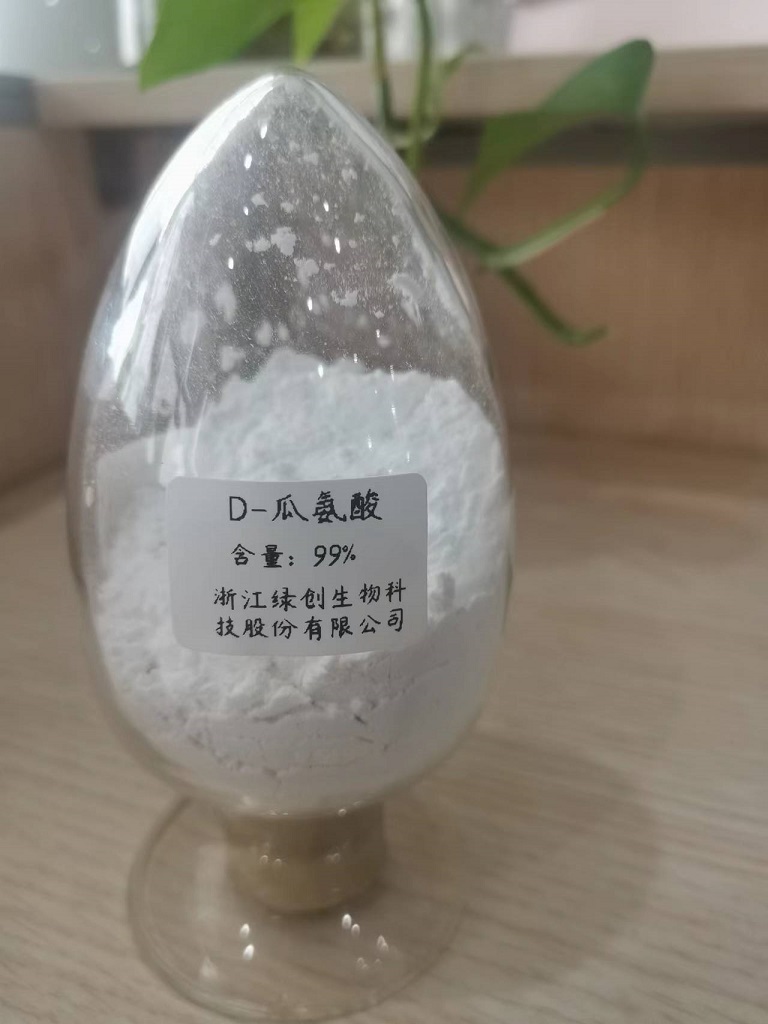 D-瓜氨酸
含量：99%
浙江绿创生物科
技股份有限公司